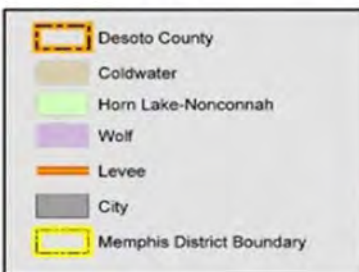 Desoto County
Coldwater
Horn Lake-Nonconnah
Wolf
Levee
City
Memphis District Boundary